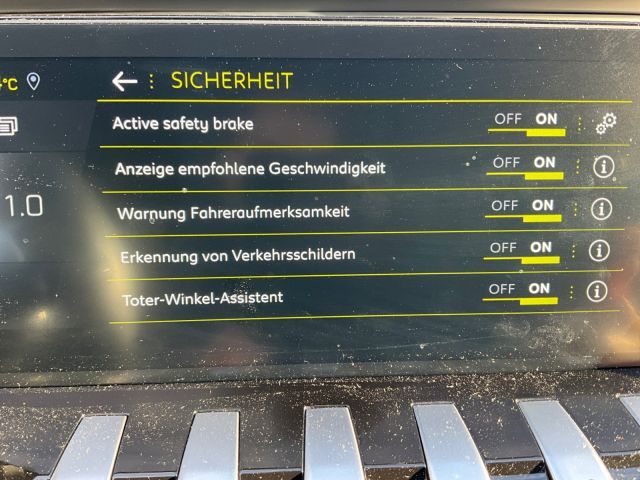 °C
SICHERHEIT
Active safety brake OFF ON
Anzeige empfohlene Geschwindigkeit OFF ON
1.0
Warnung Fahreraufmerksamkeit OFF ON
Erkennung von Verkehrsschildern OFF ON
Toter-Winkel-Assistent OFF ON